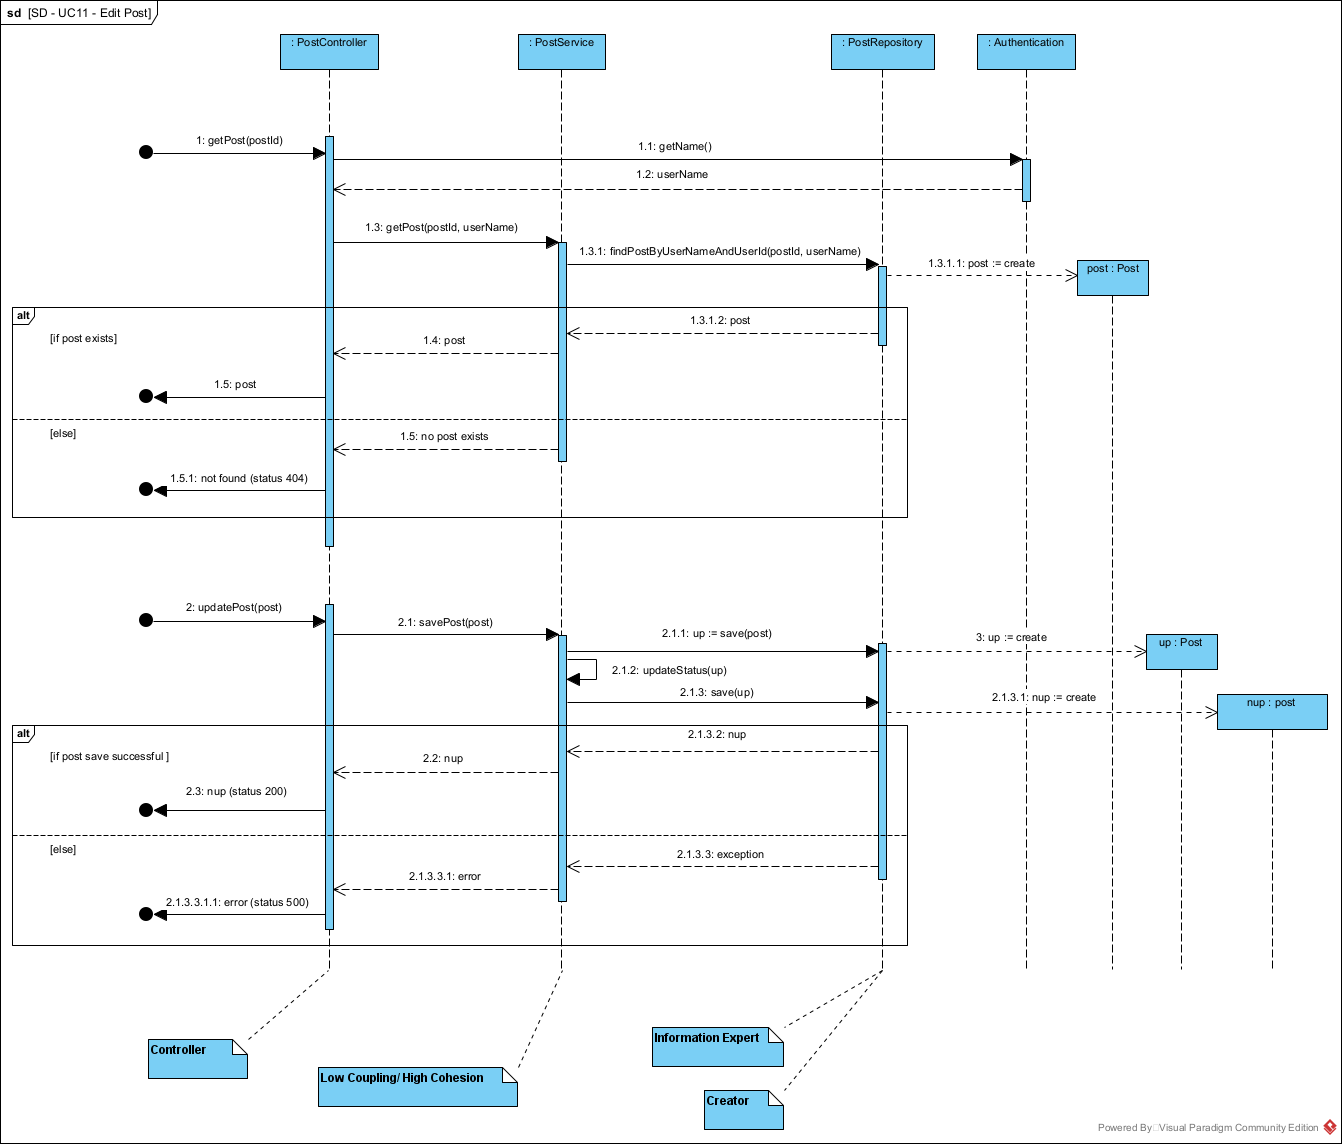 sd [SD - UC11 - Edit Post]
: PostController
: PostService
: PostRepository
: Authentication
1: getPost(postId)
1.1: getName()
1.2: userName
1.3: getPost(postId, userName)
1.3.1: findPostByUserNameAndUserId(postId, userName)
1.3.1.1: post := create
post : Post
alt
[if post exists]
1.3.1.2: post
1.4: post
1.5: post
[else]
1.5: no post exists
1.5.1: not found (status 404)
2: updatePost(post)
2.1: savePost(post)
2.1.1: up := save(post)
3: up := create
up : Post
2.1.2: updateStatus(up)
2.1.3: save(up)
2.1.3.1: nup := create
nup : post
alt
[if post save successful ]
2.1.3.2: nup
2.2: nup
2.3: nup (status 200)
[else]
2.1.3.3: exception
2.1.3.3.1: error
2.1.3.3.1.1: error (status 500)
Controller
Low Coupling/ High Cohesion
Information Expert
Creator
Powered By Visual Paradigm Community Edition